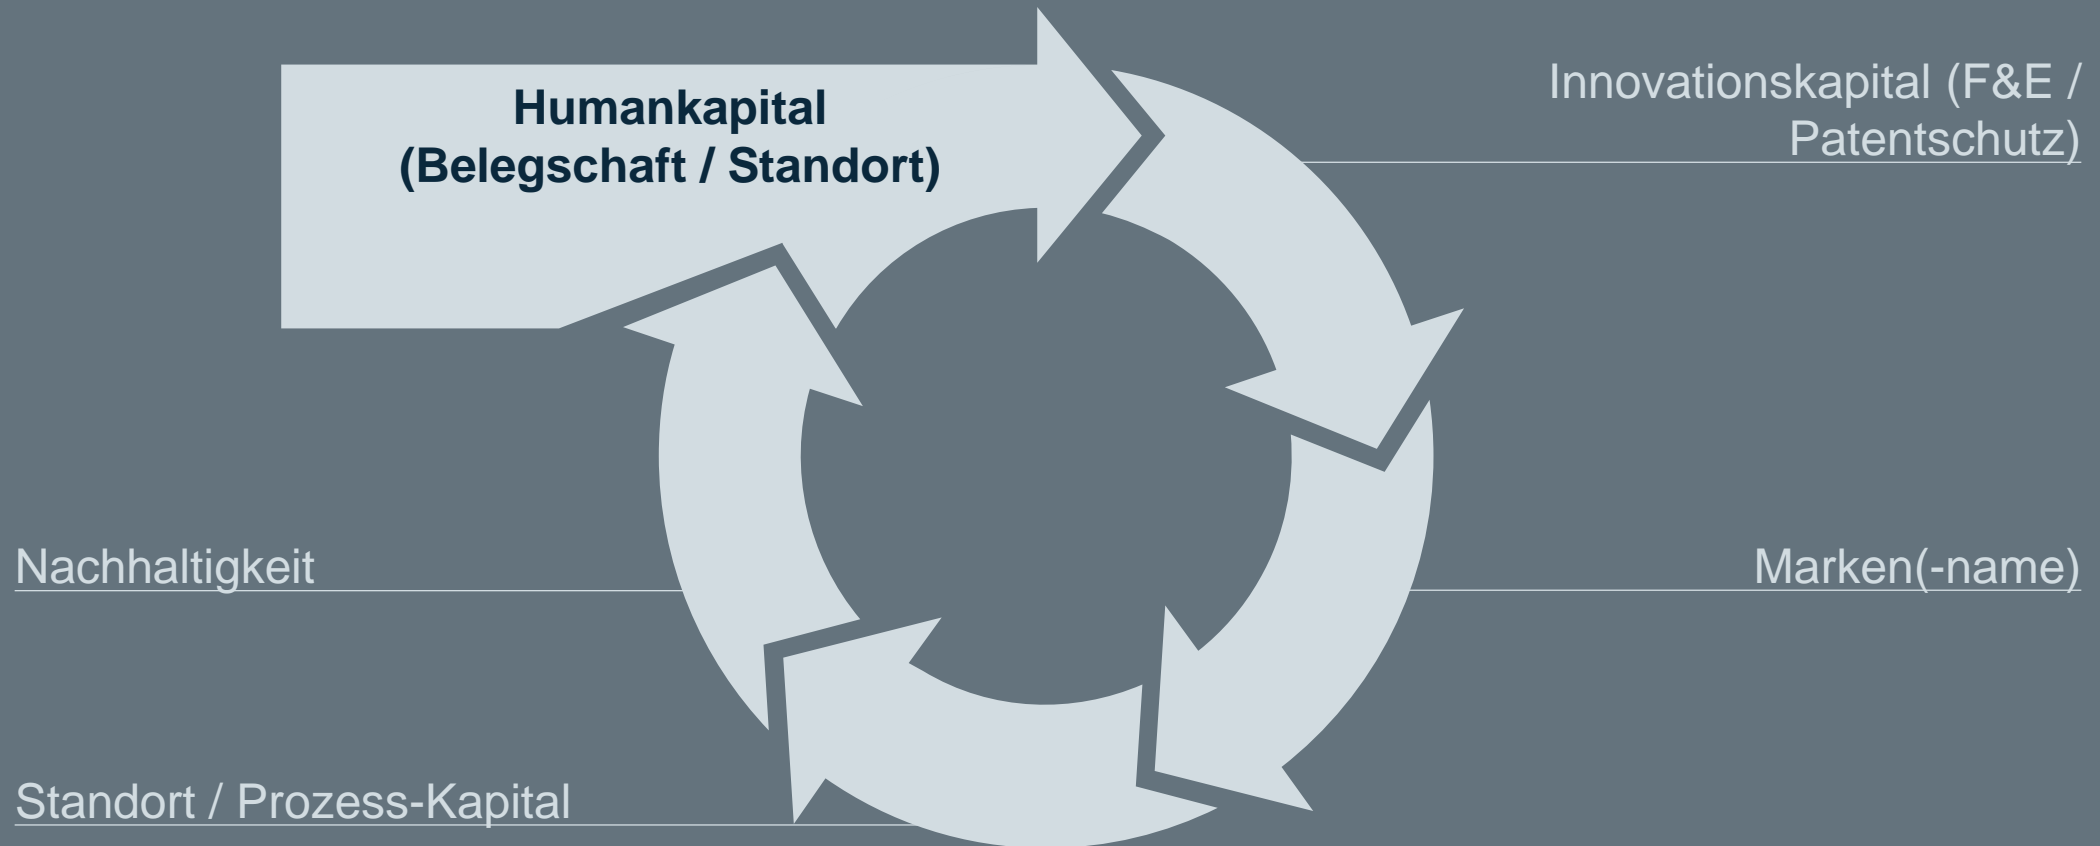 Humankapital
(Belegschaft / Standort)
Innovationskapital (F&E /
Patentschutz)
Nachhaltigkeit
Marken(-name)
Standort / Prozess-Kapital